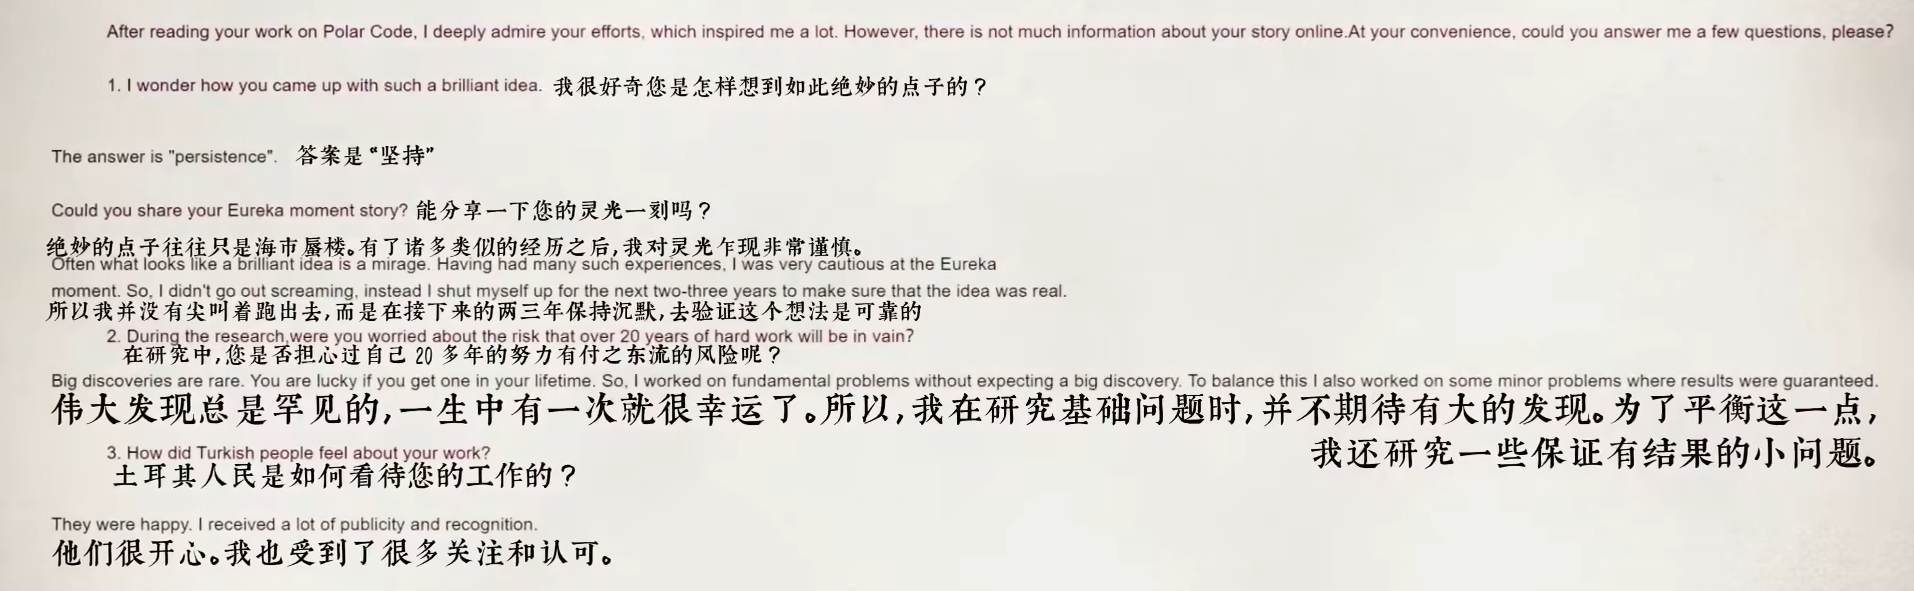 After reading your work on Polar Code, I deeply admire your efforts, which inspired me a lot. However, there is not much information about your story online.At your convenience, could you answer me a few questions, please?
1. I wonder how you came up with such a brilliant idea. 我很好奇您是怎样想到如此绝妙的点子的？
The answer is "persistence". 答案是“坚持”
Could you share your Eureka moment story? 能分享一下您的灵光一刻吗？
绝妙的点子往往只是海市蜃楼。有了诸多类似的经历之后,我对灵光乍现非常谨慎。
Often what looks like a brilliant idea is a mirage. Having had many such experiences, I was very cautious at the Eureka
moment. So, I didn't go out screaming, instead I shut myself up for the next two-three years to make sure that the idea was real.
所以我并没有尖叫着跑出去,而是在接下来的两三年保持沉默,去验证这个想法是可靠的
2. During the research,were you worried about the risk that over 20 years of hard work will be in vain?
在研究中,您是否担心过自己 20 多年的努力有付之东流的风险呢？
Big discoveries are rare. You are lucky if you get one in your lifetime. So, I worked on fundamental problems without expecting a big discovery. To balance this I also worked on some minor problems where results were guaranteed.
伟大发现总是罕见的,一生中有一次就很幸运了。所以,我在研究基础问题时,并不期待有大的发现。为了平衡这一点,
我还研究一些保证有结果的小问题。
3. How did Turkish people feel about your work?
土耳其人民是如何看待您的工作的？
They were happy. I received a lot of publicity and recognition.
他们很开心。我也受到了很多关注和认可。